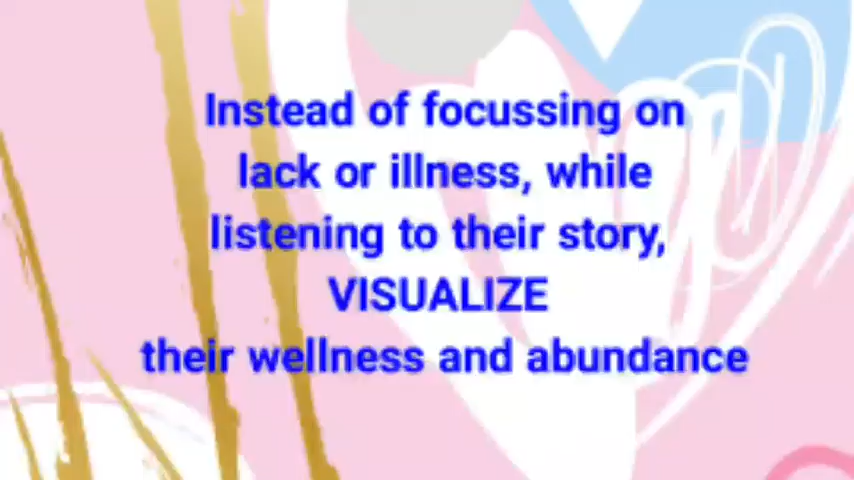 Instead of focussing on
lack or illness, while
listening to their story,
VISUALIZE
their wellness and abundance